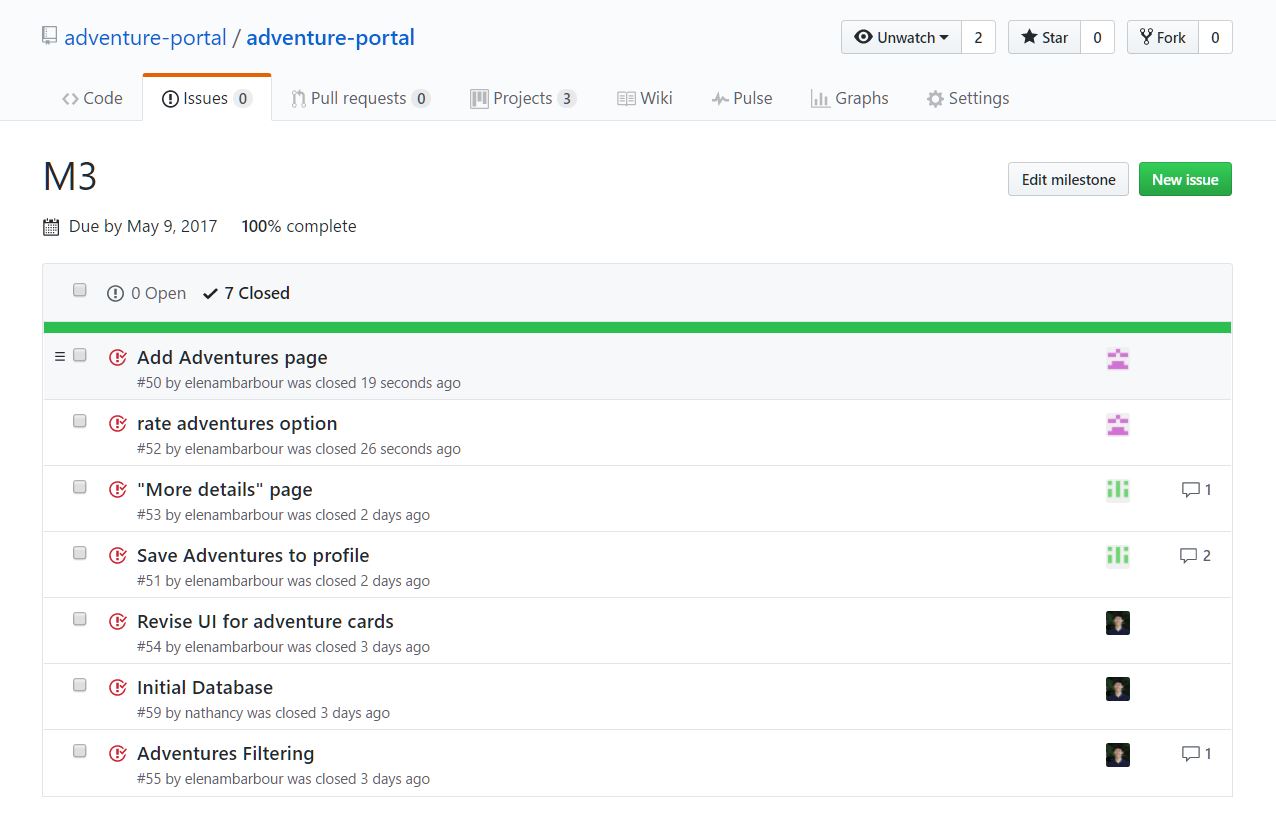 adventure-portal / adventure-portal
Unwatch 2 Star 0 Fork 0
Code Issues 0 Pull requests 0 Projects 3 Wiki Pulse Graphs Settings
M3
Edit milestone New issue
Due by May 9, 2017 100% complete
0 Open 7 Closed
Add Adventures page
#50 by elenambarbour was closed 19 seconds ago
rate adventures option
#52 by elenambarbour was closed 26 seconds ago
"More details" page 1
#53 by elenambarbour was closed 2 days ago
Save Adventures to profile 2
#51 by elenambarbour was closed 2 days ago
Revise UI for adventure cards
#54 by elenambarbour was closed 3 days ago
Initial Database
#59 by nathancy was closed 3 days ago
Adventures Filtering 1
#55 by elenambarbour was closed 3 days ago